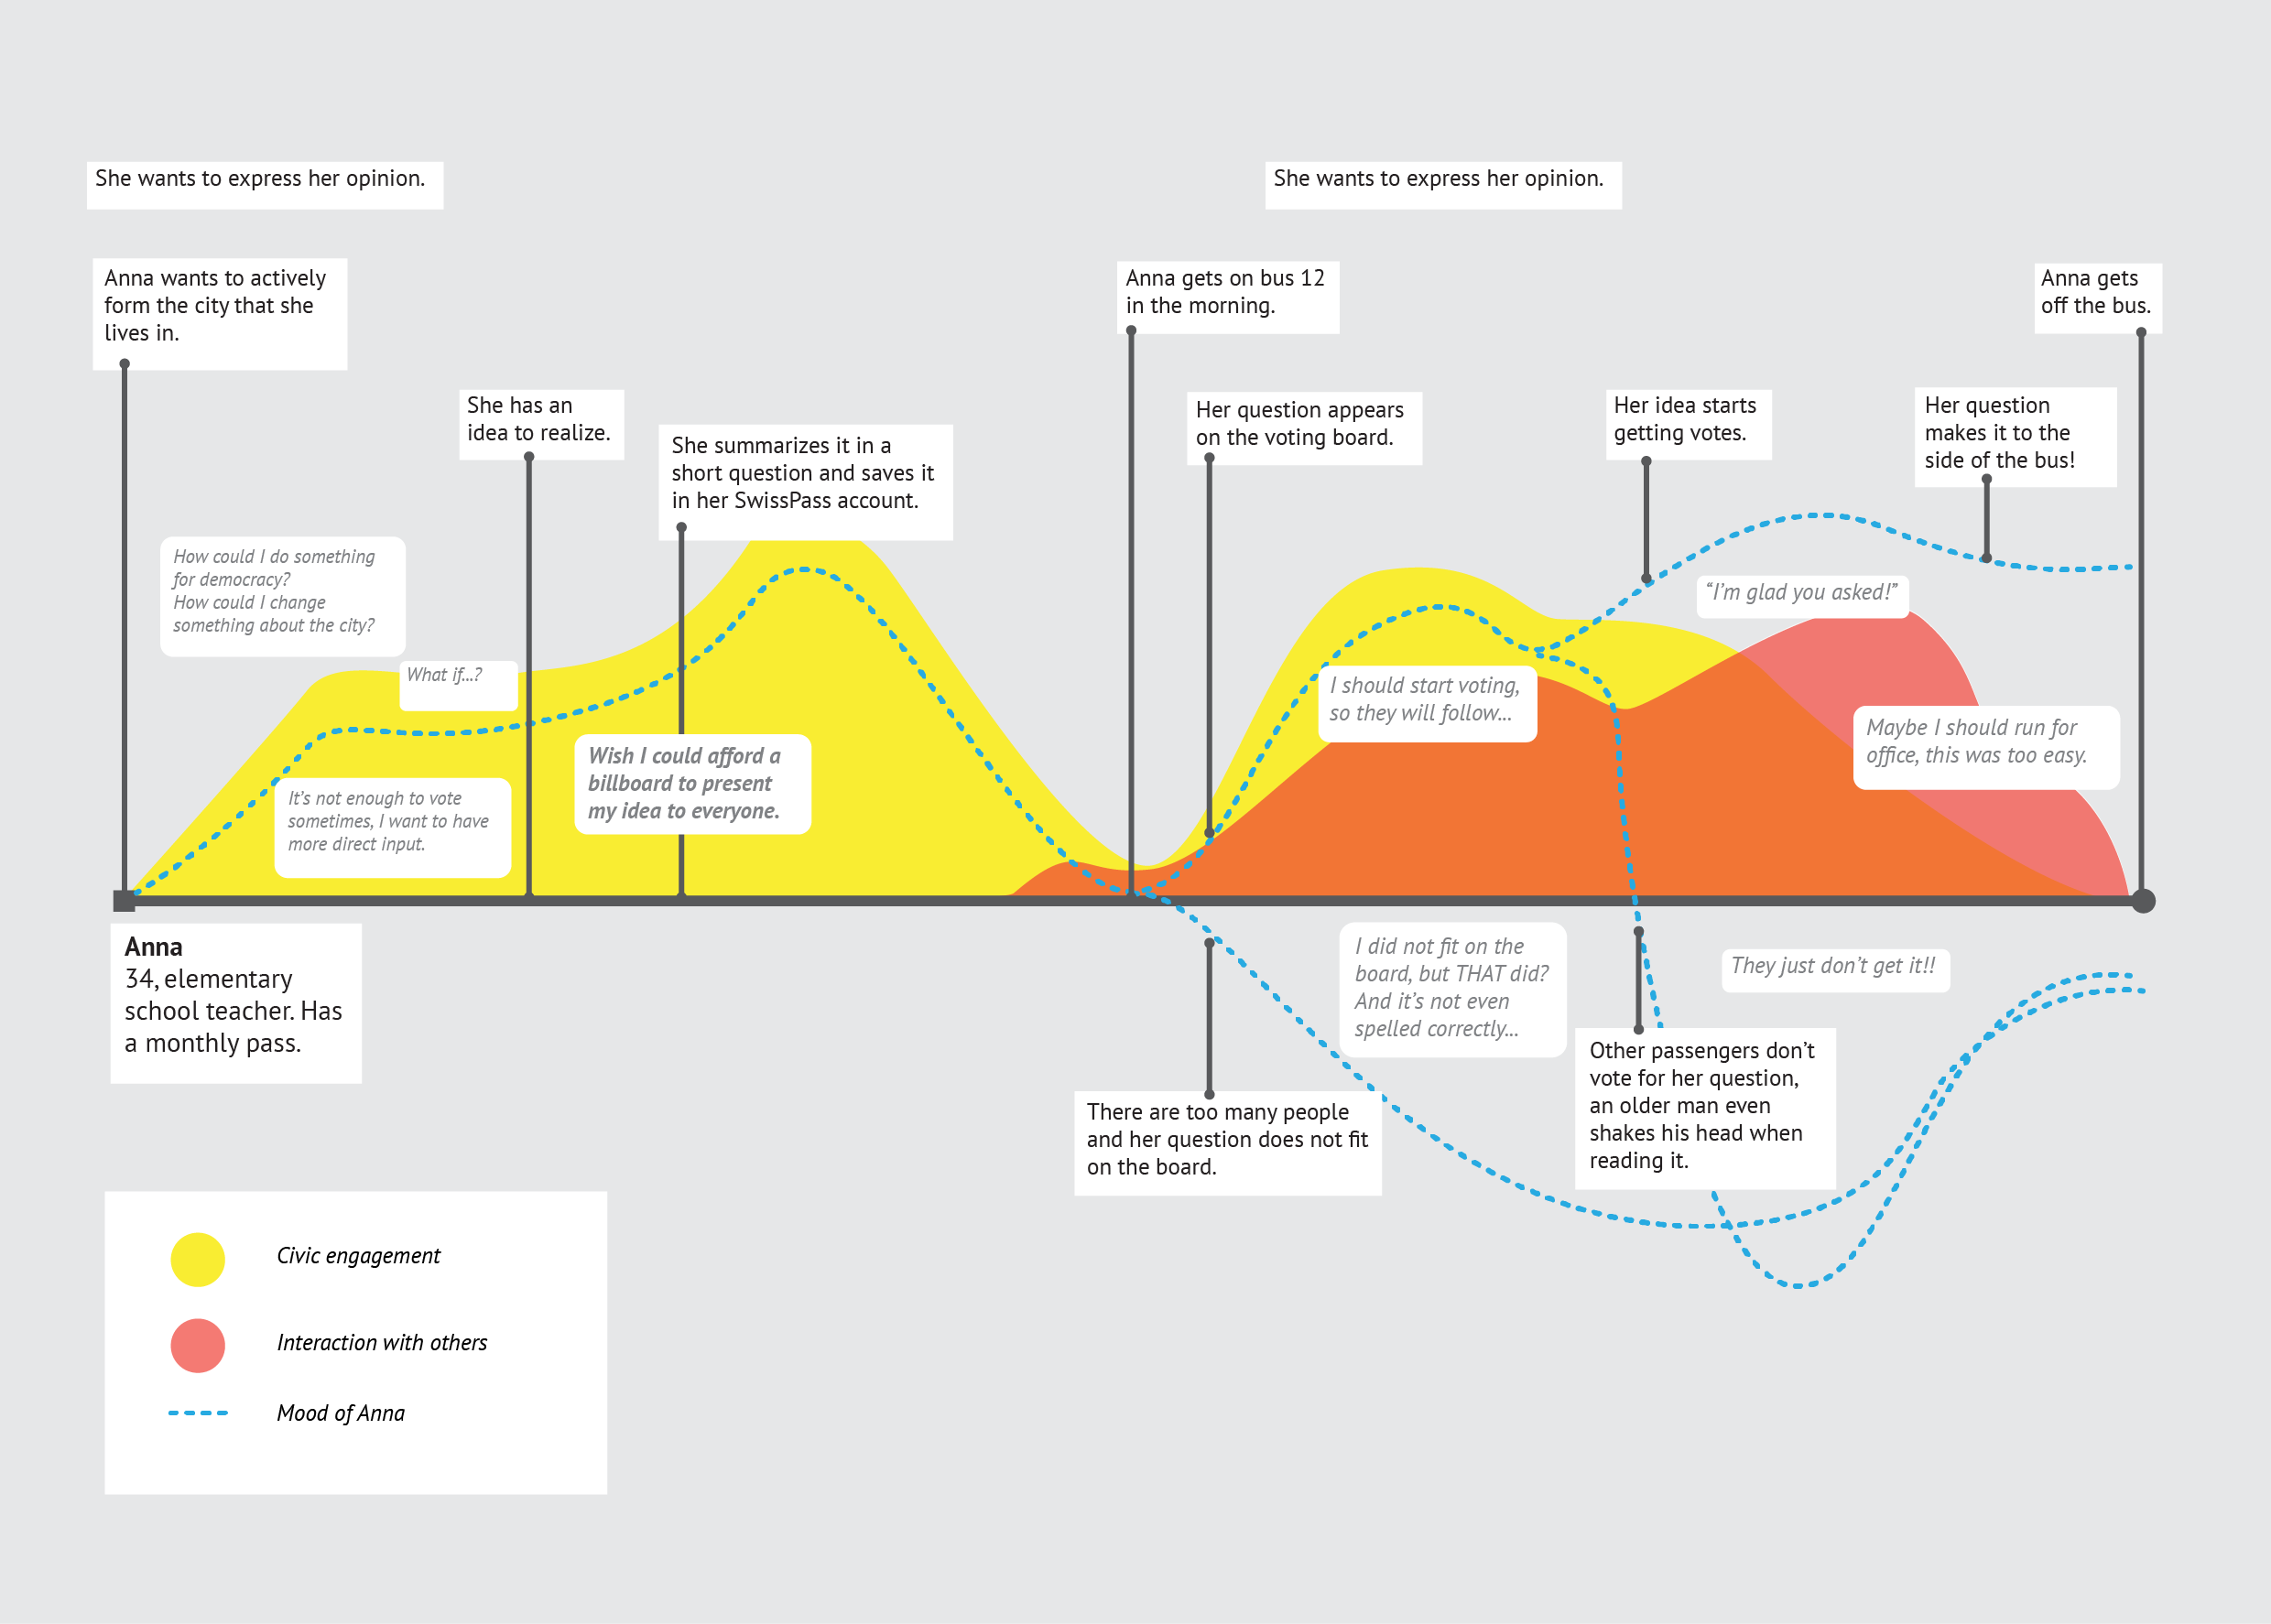 She wants to express her opinion.
She wants to express her opinion.
Anna wants to actively
form the city that she
lives in.
Anna gets on bus 12
in the morning.
Anna gets
off the bus.
She has an
idea to realize.
She summarizes it in a
short question and saves it
in her SwissPass account.
Her question appears
on the voting board.
Her idea starts
getting votes.
Her question
makes it to the
side of the bus!
How could I do something
for democracy?
How could I change
something about the city?
What if...?
It’s not enough to vote
sometimes, I want to have
more direct input.
Wish I could afford a
billboard to present
my idea to everyone.
I should start voting,
so they will follow...
“I’m glad you asked!”
Maybe I should run for
office, this was too easy.
Anna
34, elementary
school teacher. Has
a monthly pass.
I did not fit on the
board, but THAT did?
And it’s not even
spelled correctly...
They just don’t get it!!
There are too many people
and her question does not fit
on the board.
Other passengers don’t
vote for her question,
an older man even
shakes his head when
reading it.
Civic engagement
Interaction with others
Mood of Anna